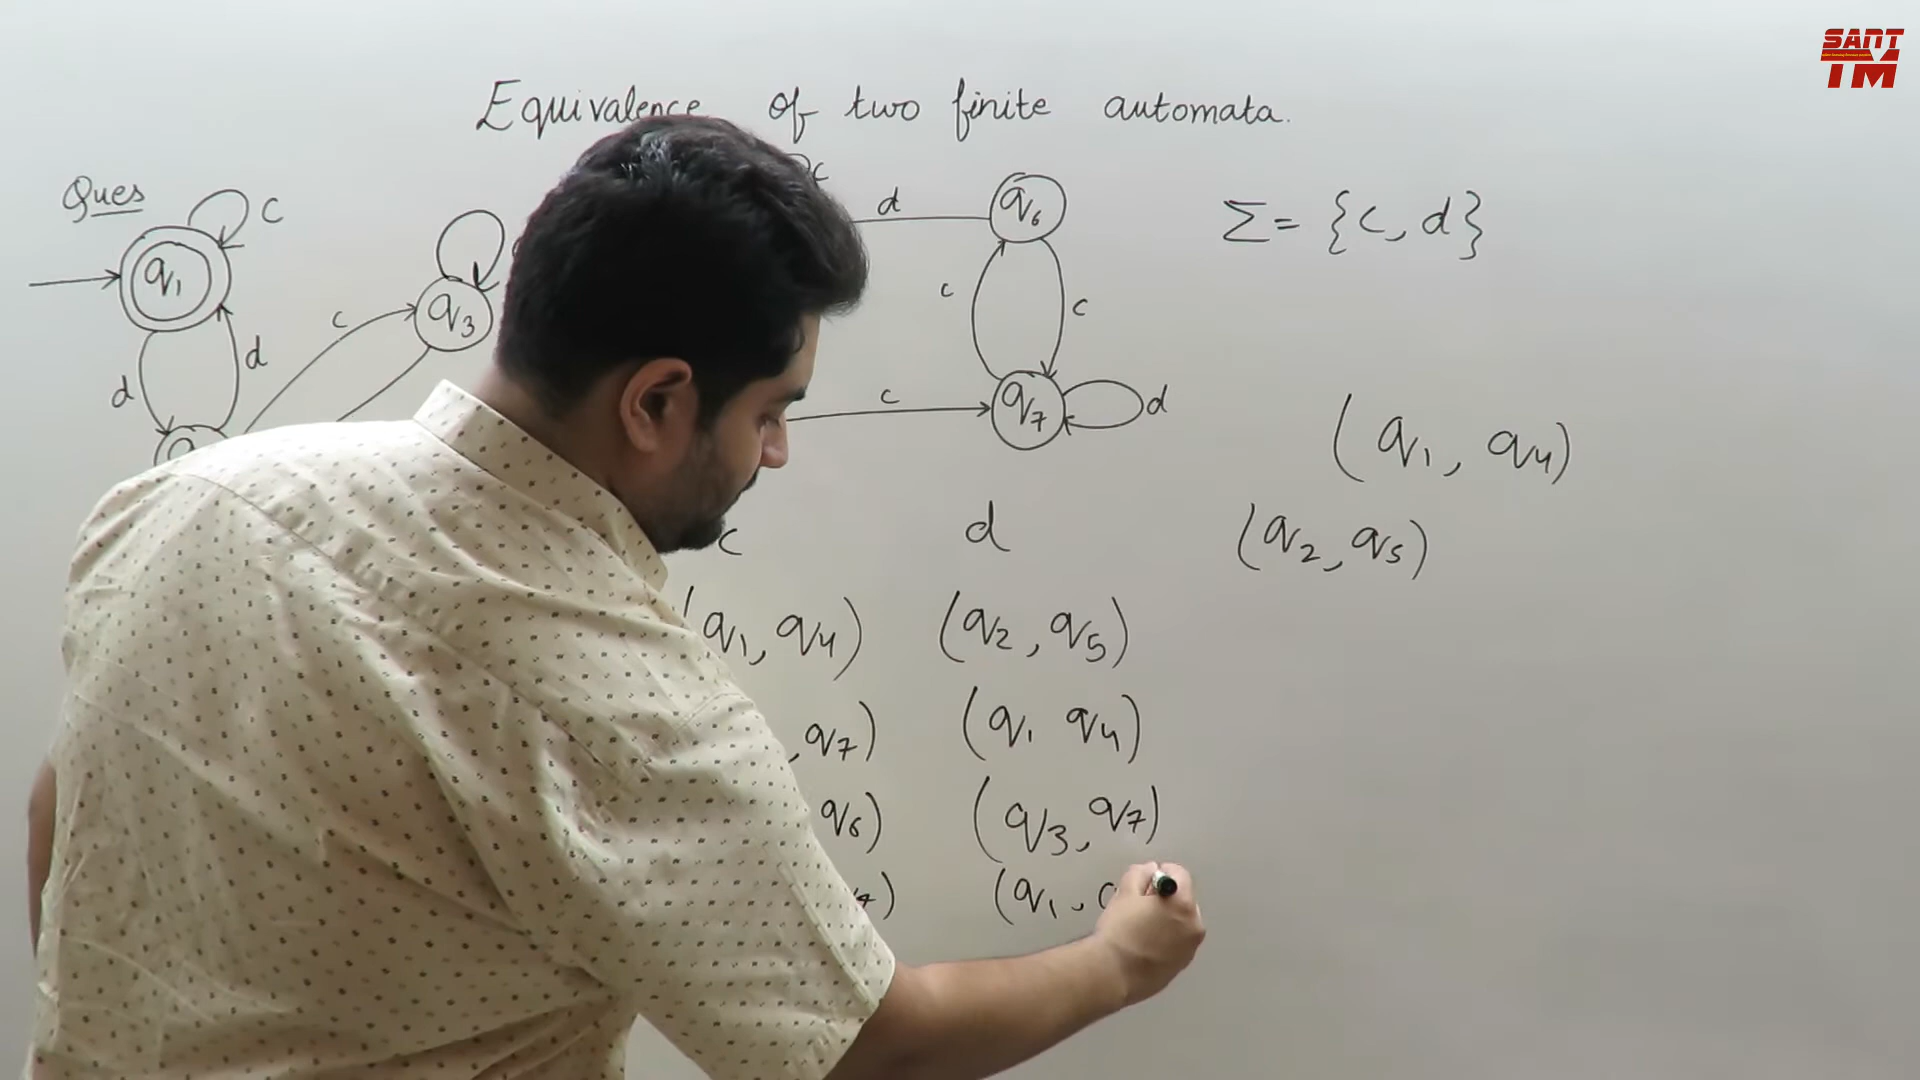 SANT
TM
Equivalence of two finite automata.
Ques
c
q1
d
d
c
q3
c
d
q6
c
c
c
q7
d
Σ = {c, d}
(q1, q4)
(q2, q5)
c d
(q1, q4) (q2, q5)
, q7) (q1 q4)
q6) (q3, q7)
(q1,